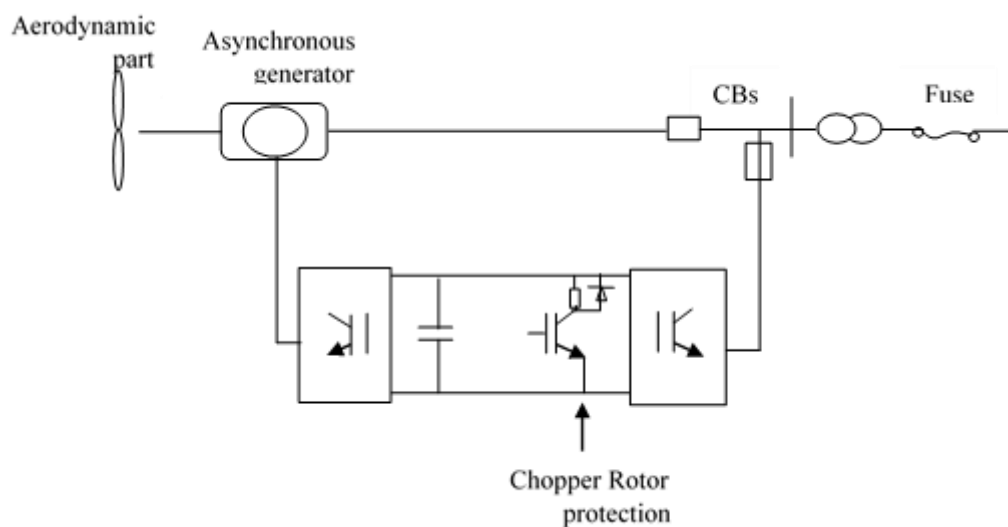 Aerodynamic
part
Asynchronous
generator
CBs
Fuse
Chopper Rotor
protection